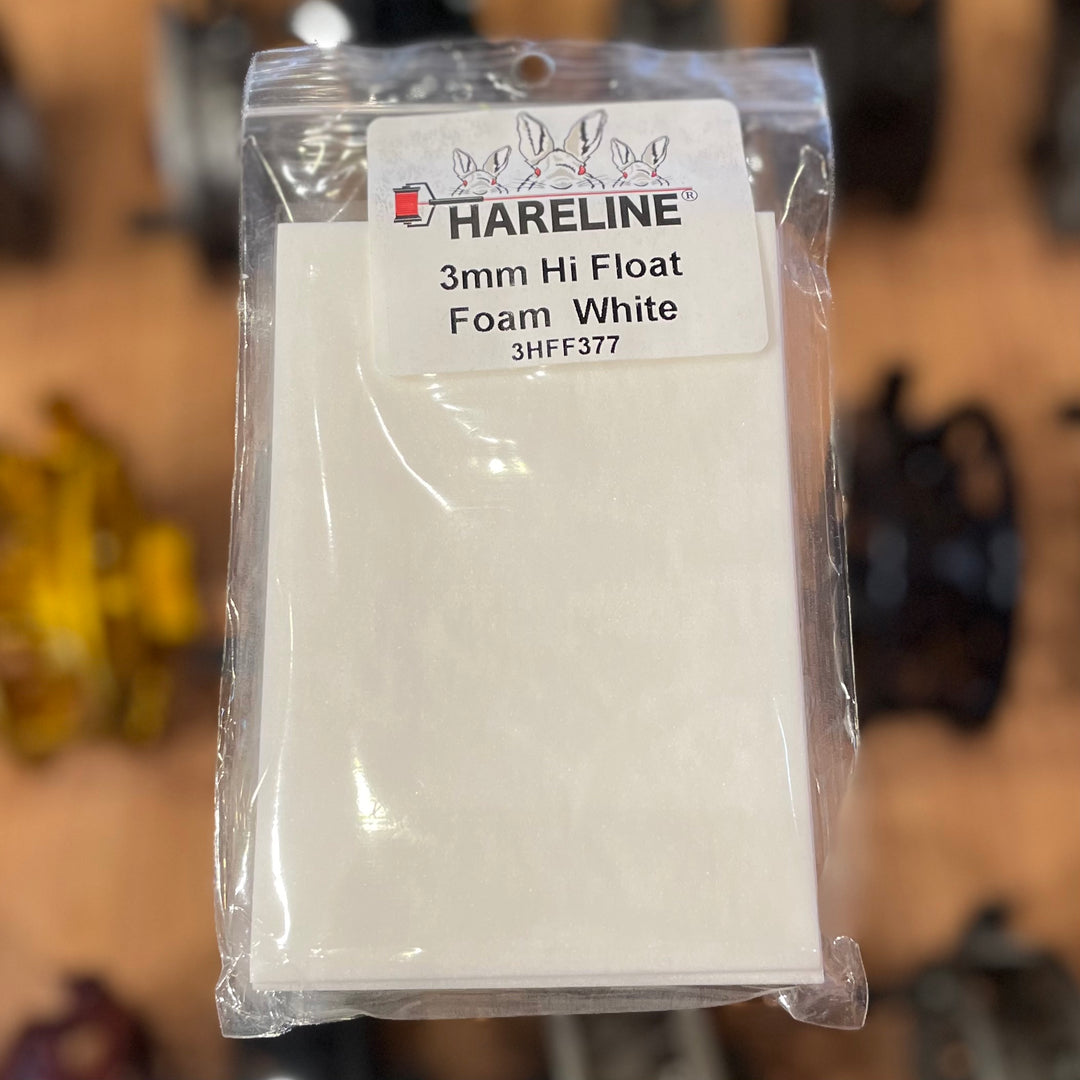 HARELINE®
3mm Hi Float
Foam White
3HFF377